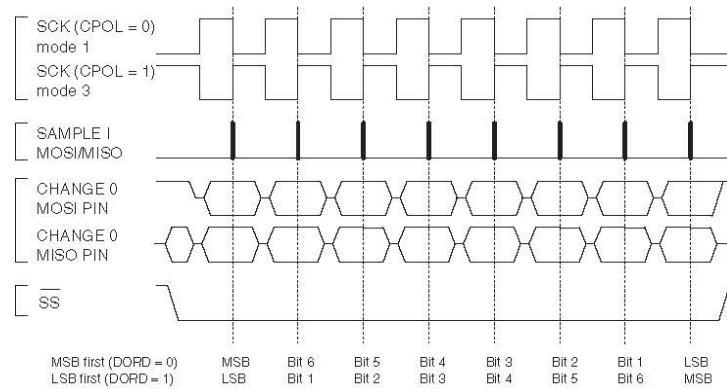 SCK (CPOL = 0)
mode 1
SCK (CPOL = 1)
mode 3
SAMPLE I
MOSI/MISO
CHANGE 0
MOSI PIN
CHANGE 0
MISO PIN
SS
MSB first (DORD = 0) MSB Bit 6 Bit 5 Bit 4 Bit 3 Bit 2 Bit 1 LSB
LSB first (DORD = 1) LSB Bit 1 Bit 2 Bit 3 Bit 4 Bit 5 Bit 6 MSB